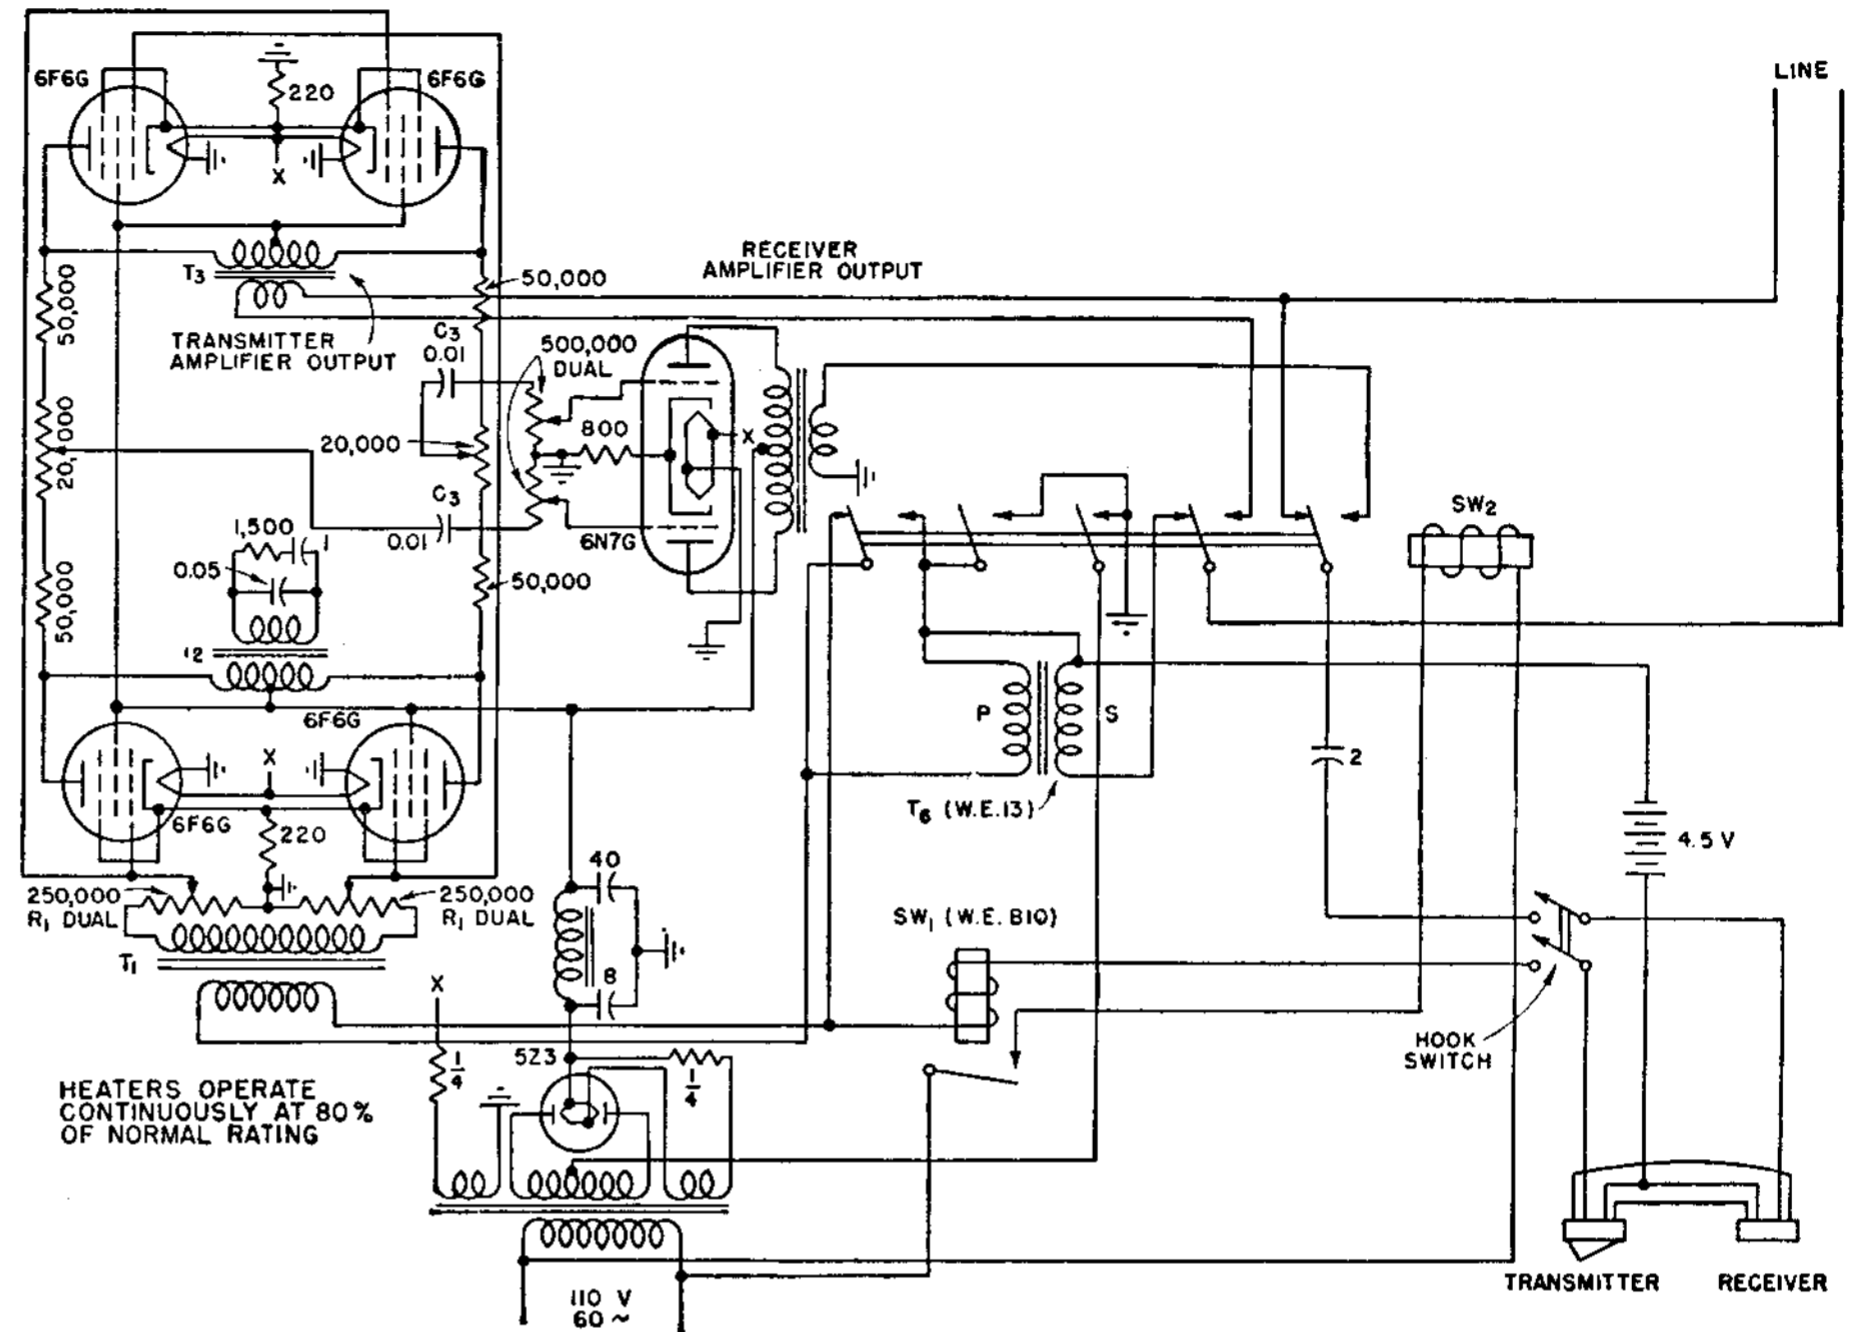 LINE
6F6G
6F6G
220
X
RECEIVER
AMPLIFIER OUTPUT
T3
50,000
50,000
TRANSMITTER
AMPLIFIER OUTPUT
C3
0.01
500,000
DUAL
20,000
20,000
800
X
SW2
C3
0.01
6N7G
1,500
1
0.05
50,000
50,000
T2
6F6G
P
S
X
2
T6 (W.E.13)
6F6G
220
4.5 V
40
250,000
R1 DUAL
250,000
R1 DUAL
SW1 (W.E. B10)
T1
8
X
HOOK
SWITCH
5Z3
1/4
1/4
HEATERS OPERATE
CONTINUOUSLY AT 80%
OF NORMAL RATING
TRANSMITTER
RECEIVER
110 V
60 ~